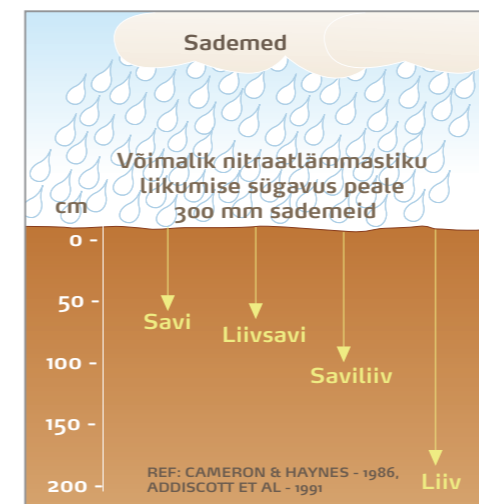 Sademed
Võimalik nitraatlämmastiku
liikumise sügavus peale
300 mm sademeid
cm
0 -
50 -
Savi
Liivsavi
100 -
Saviliiv
150 -
200 -
Liiv
REF: CAMERON & HAYNES - 1986,
ADDISCOTT ET AL - 1991